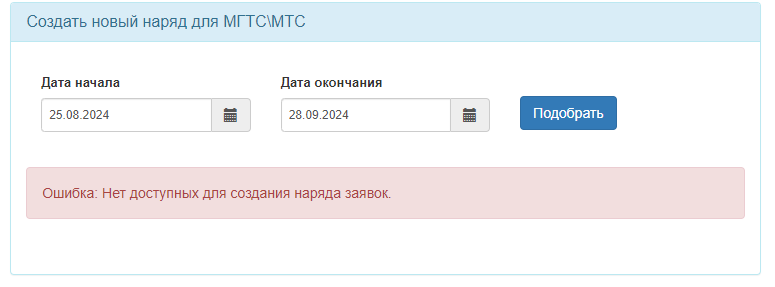 Создать новый наряд для МГТС\МТС
Дата начала
Дата окончания
25.08.2024
28.09.2024
Подобрать
Ошибка: Нет доступных для создания наряда заявок.